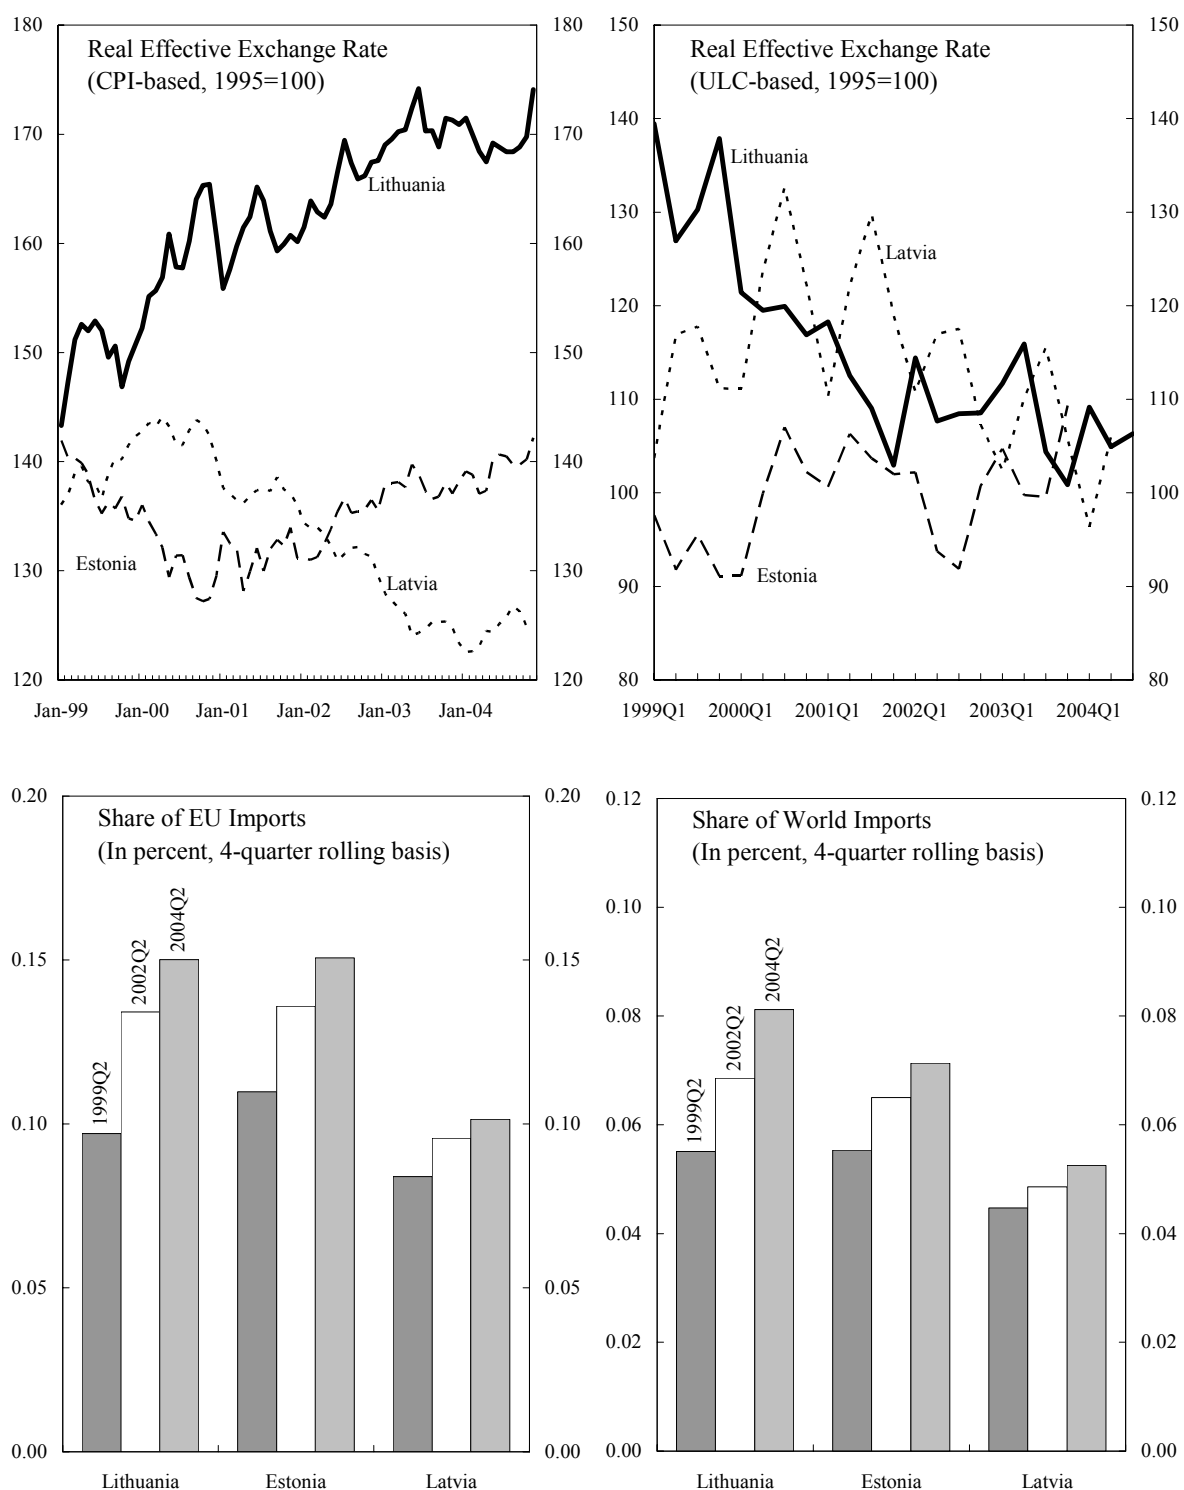 180
170
160
150
140
130
120
Real Effective Exchange Rate
(CPI-based, 1995=100)
Lithuania
Estonia
Latvia
180
170
160
150
140
130
120
Jan-99 Jan-00 Jan-01 Jan-02 Jan-03 Jan-04
150
140
130
120
110
100
90
80
Real Effective Exchange Rate
(ULC-based, 1995=100)
Lithuania
Latvia
Estonia
150
140
130
120
110
100
90
80
1999Q1 2000Q1 2001Q1 2002Q1 2003Q1 2004Q1
0.20
0.15
0.10
0.05
0.00
Share of EU Imports
(In percent, 4-quarter rolling basis)
1999Q2
2002Q2
2004Q2
0.20
0.15
0.10
0.05
0.00
Lithuania Estonia Latvia
0.12
0.10
0.08
0.06
0.04
0.02
0.00
Share of World Imports
(In percent, 4-quarter rolling basis)
1999Q2
2002Q2
2004Q2
0.12
0.10
0.08
0.06
0.04
0.02
0.00
Lithuania Estonia Latvia